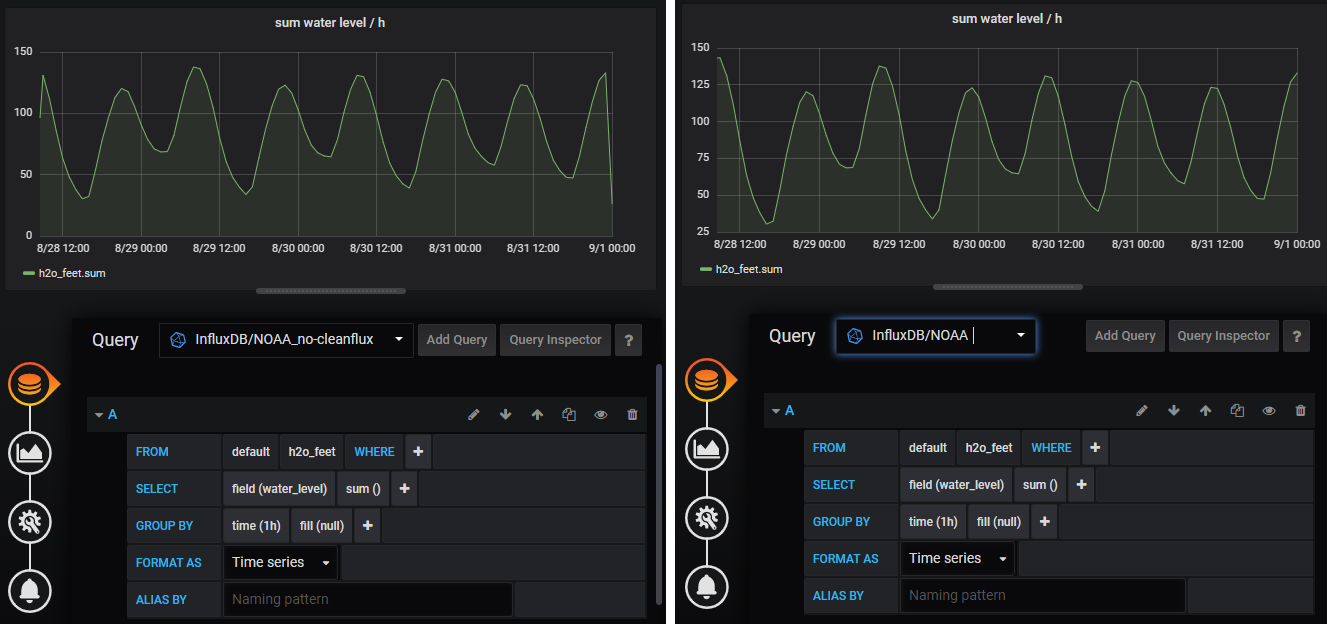 sum water level / h
150
100
50
0
8/28 12:00 8/29 00:00 8/29 12:00 8/30 00:00 8/30 12:00 8/31 00:00 8/31 12:00 9/1 00:00
h2o_feet.sum
Query InfluxDB/NOAA_no-cleanflux Add Query Query Inspector ?
A
FROM default h2o_feet WHERE +
SELECT field (water_level) sum () +
GROUP BY time (1h) fill (null) +
FORMAT AS Time series
ALIAS BY Naming pattern
sum water level / h
150
125
100
75
50
25
8/28 12:00 8/29 00:00 8/29 12:00 8/30 00:00 8/30 12:00 8/31 00:00 8/31 12:00 9/1 00:00
h2o_feet.sum
Query InfluxDB/NOAA Add Query Query Inspector ?
A
FROM default h2o_feet WHERE +
SELECT field (water_level) sum () +
GROUP BY time (1h) fill (null) +
FORMAT AS Time series
ALIAS BY Naming pattern